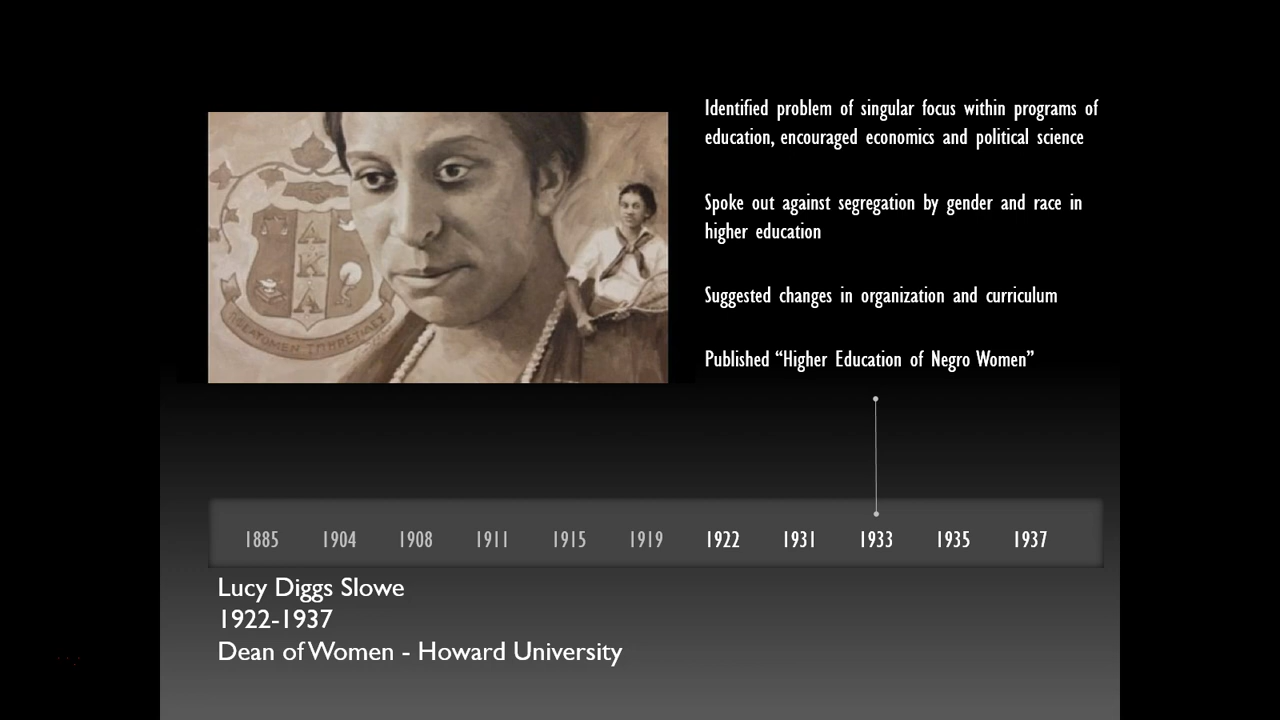 Identified problem of singular focus within programs of
education, encouraged economics and political science
Spoke out against segregation by gender and race in
higher education
Suggested changes in organization and curriculum
Published “Higher Education of Negro Women”
ΑΚΑ
1885 1904 1908 1911 1915 1919 1922 1931 1933 1935 1937
Lucy Diggs Slowe
1922-1937
Dean of Women - Howard University